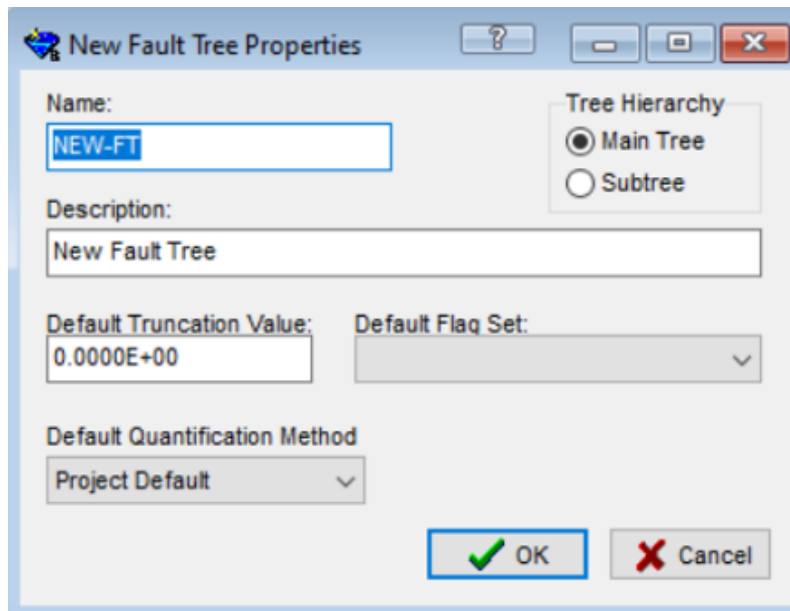 New Fault Tree Properties
?
Name:
NEW-FT
Tree Hierarchy
Main Tree
Subtree
Description:
New Fault Tree
Default Truncation Value:
0.0000E+00
Default Flag Set:
Default Quantification Method
Project Default
OK
Cancel